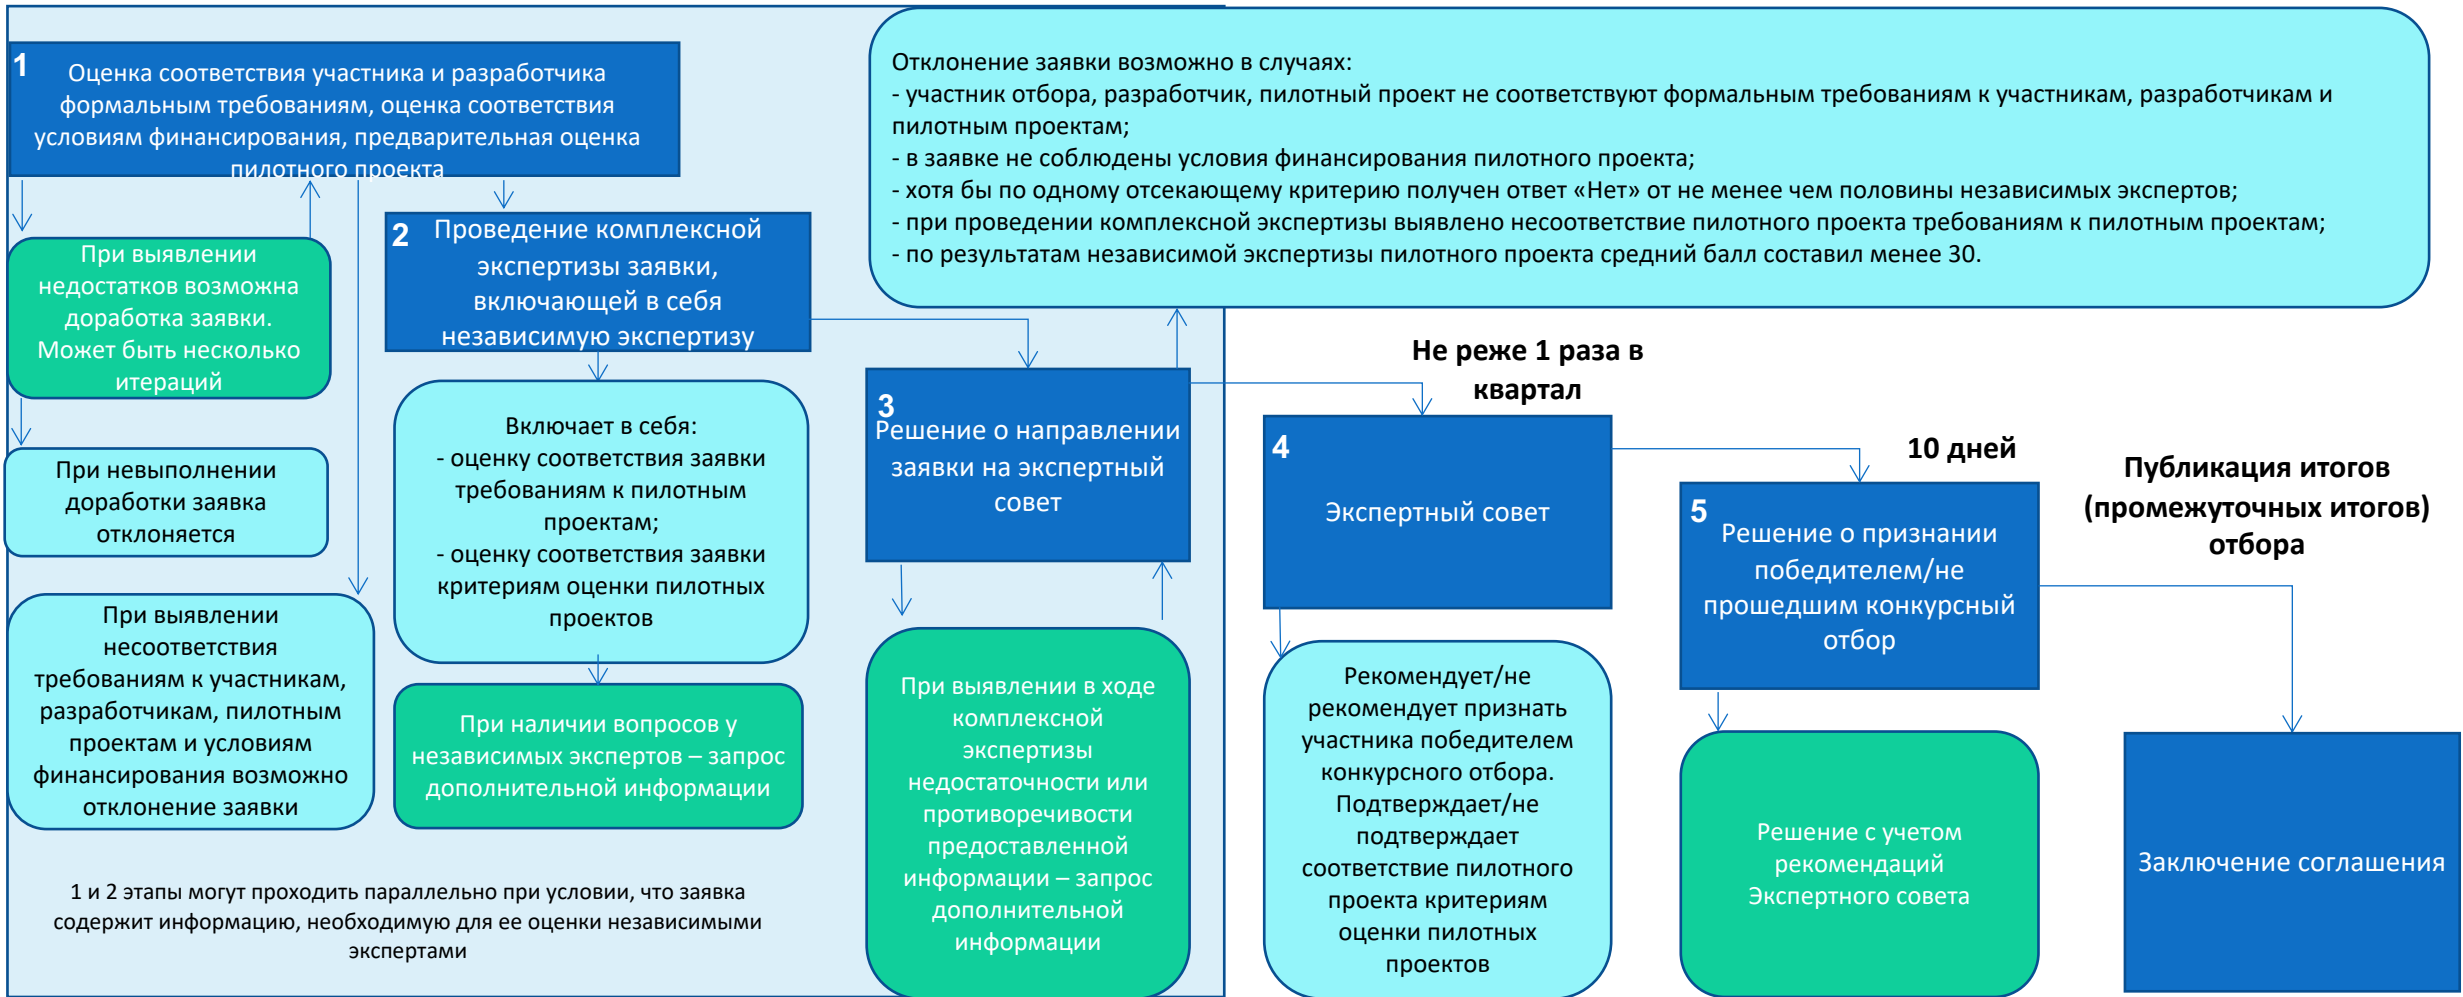 1
Оценка соответствия участника и разработчика
формальным требованиям, оценка соответствия
условиям финансирования, предварительная оценка
пилотного проекта
При выявлении
недостатков возможна
доработка заявки.
Может быть несколько
итераций
При невыполнении
доработки заявка
отклоняется
При выявлении
несоответствия
требованиям к участникам,
разработчикам, пилотным
проектам и условиям
финансирования возможно
отклонение заявки
2
Проведение комплексной
экспертизы заявки,
включающей в себя
независимую экспертизу
Включает в себя:
- оценку соответствия заявки
требованиям к пилотным
проектам;
- оценку соответствия заявки
критериям оценки пилотных
проектов
При наличии вопросов у
независимых экспертов – запрос
дополнительной информации
1 и 2 этапы могут проходить параллельно при условии, что заявка
содержит информацию, необходимую для ее оценки независимыми
экспертами
Отклонение заявки возможно в случаях:
- участник отбора, разработчик, пилотный проект не соответствуют формальным требованиям к участникам, разработчикам и
пилотным проектам;
- в заявке не соблюдены условия финансирования пилотного проекта;
- хотя бы по одному отсекающему критерию получен ответ «Нет» от не менее чем половины независимых экспертов;
- при проведении комплексной экспертизы выявлено несоответствие пилотного проекта требованиям к пилотным проектам;
- по результатам независимой экспертизы пилотного проекта средний балл составил менее 30.
3
Решение о направлении
заявки на экспертный
совет
При выявлении в ходе
комплексной
экспертизы
недостаточности или
противоречивости
предоставленной
информации – запрос
дополнительной
информации
Не реже 1 раза в
квартал
4
Экспертный совет
Рекомендует/не
рекомендует признать
участника победителем
конкурсного отбора.
Подтверждает/не
подтверждает
соответствие пилотного
проекта критериям
оценки пилотных
проектов
10 дней
5
Решение о признании
победителем/не
прошедшим конкурсный
отбор
Решение с учетом
рекомендаций
Экспертного совета
Публикация итогов
(промежуточных итогов)
отбора
Заключение соглашения